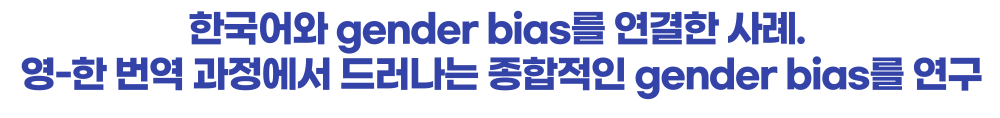 한국어와 gender bias를 연결한 사례.
영-한 번역 과정에서 드러나는 종합적인 gender bias를 연구